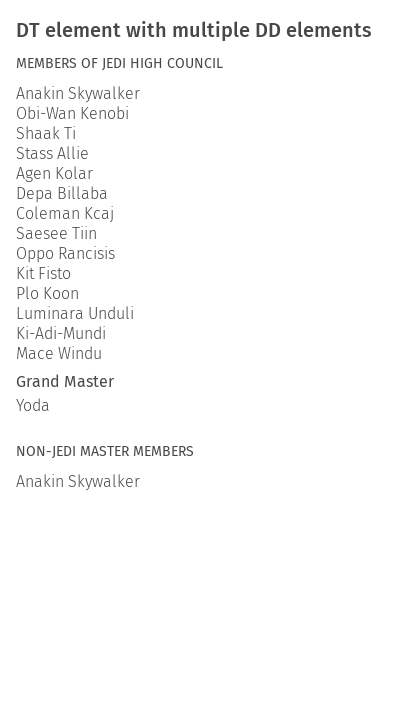 DT element with multiple DD elements
MEMBERS OF JEDI HIGH COUNCIL
Anakin Skywalker
Obi-Wan Kenobi
Shaak Ti
Stass Allie
Agen Kolar
Depa Billaba
Coleman Kcaj
Saesee Tiin
Oppo Rancisis
Kit Fisto
Plo Koon
Luminara Unduli
Ki-Adi-Mundi
Mace Windu
Grand Master
Yoda
NON-JEDI MASTER MEMBERS
Anakin Skywalker